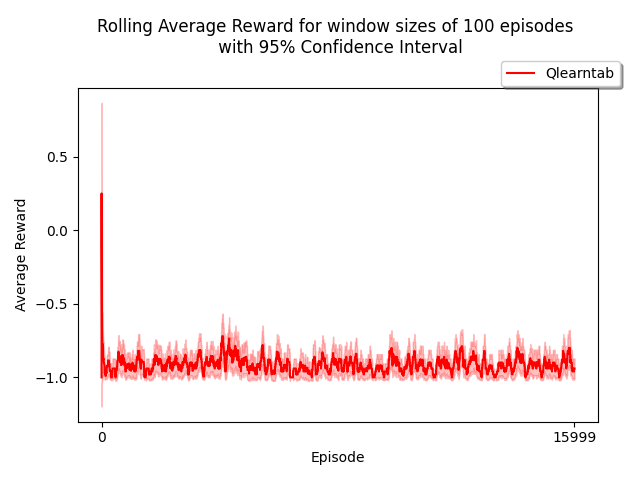 Rolling Average Reward for window sizes of 100 episodes
with 95% Confidence Interval
Qlearntab
0.5
0.0
−0.5
−1.0
Average Reward
0
15999
Episode